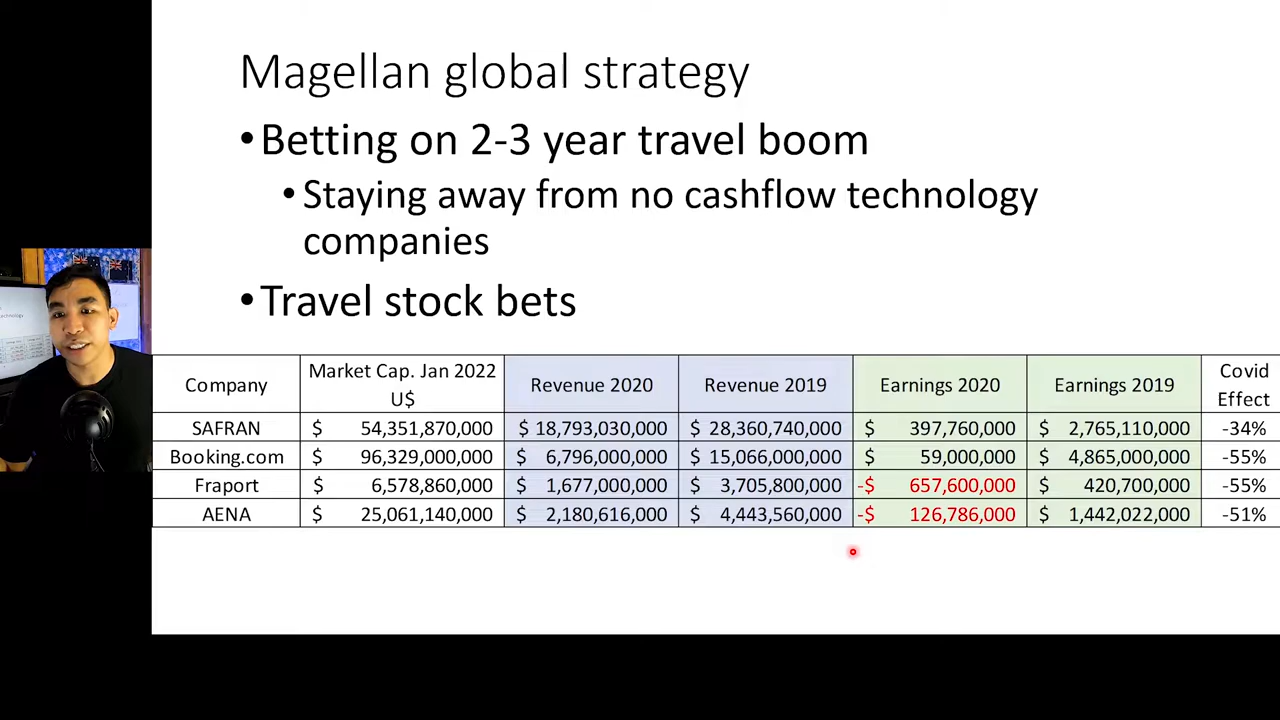 Magellan global strategy
•Betting on 2-3 year travel boom
•Staying away from no cashflow technology
companies
•Travel stock bets
Company Market Cap. Jan 2022 U$ Revenue 2020 Revenue 2019 Earnings 2020 Earnings 2019 Covid Effect
SAFRAN $ 54,351,870,000 $ 18,793,030,000 $ 28,360,740,000 $ 397,760,000 $ 2,765,110,000 -34%
Booking.com $ 96,329,000,000 $ 6,796,000,000 $ 15,066,000,000 $ 59,000,000 $ 4,865,000,000 -55%
Fraport $ 6,578,860,000 $ 1,677,000,000 $ 3,705,800,000 -$ 657,600,000 $ 420,700,000 -55%
AENA $ 25,061,140,000 $ 2,180,616,000 $ 4,443,560,000 -$ 126,786,000 $ 1,442,022,000 -51%